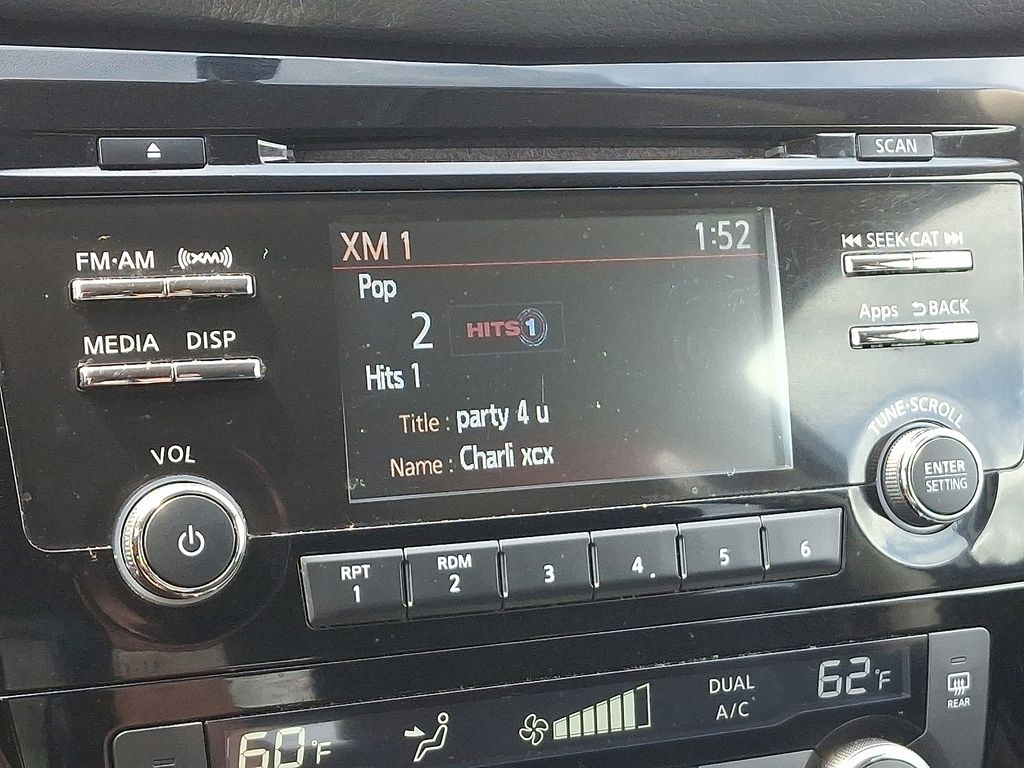 SCAN
FM·AM ((XM))
MEDIA DISP
VOL
XM 1 1:52
Pop
2 HITS 1
Hits 1
Title : party 4 u
Name : Charli xcx
SEEK·CAT
Apps BACK
TUNE·SCROLL
ENTER
SETTING
RPT
1
RDM
2
3
4
5
6
60°F
DUAL
A/C
62°F
REAR